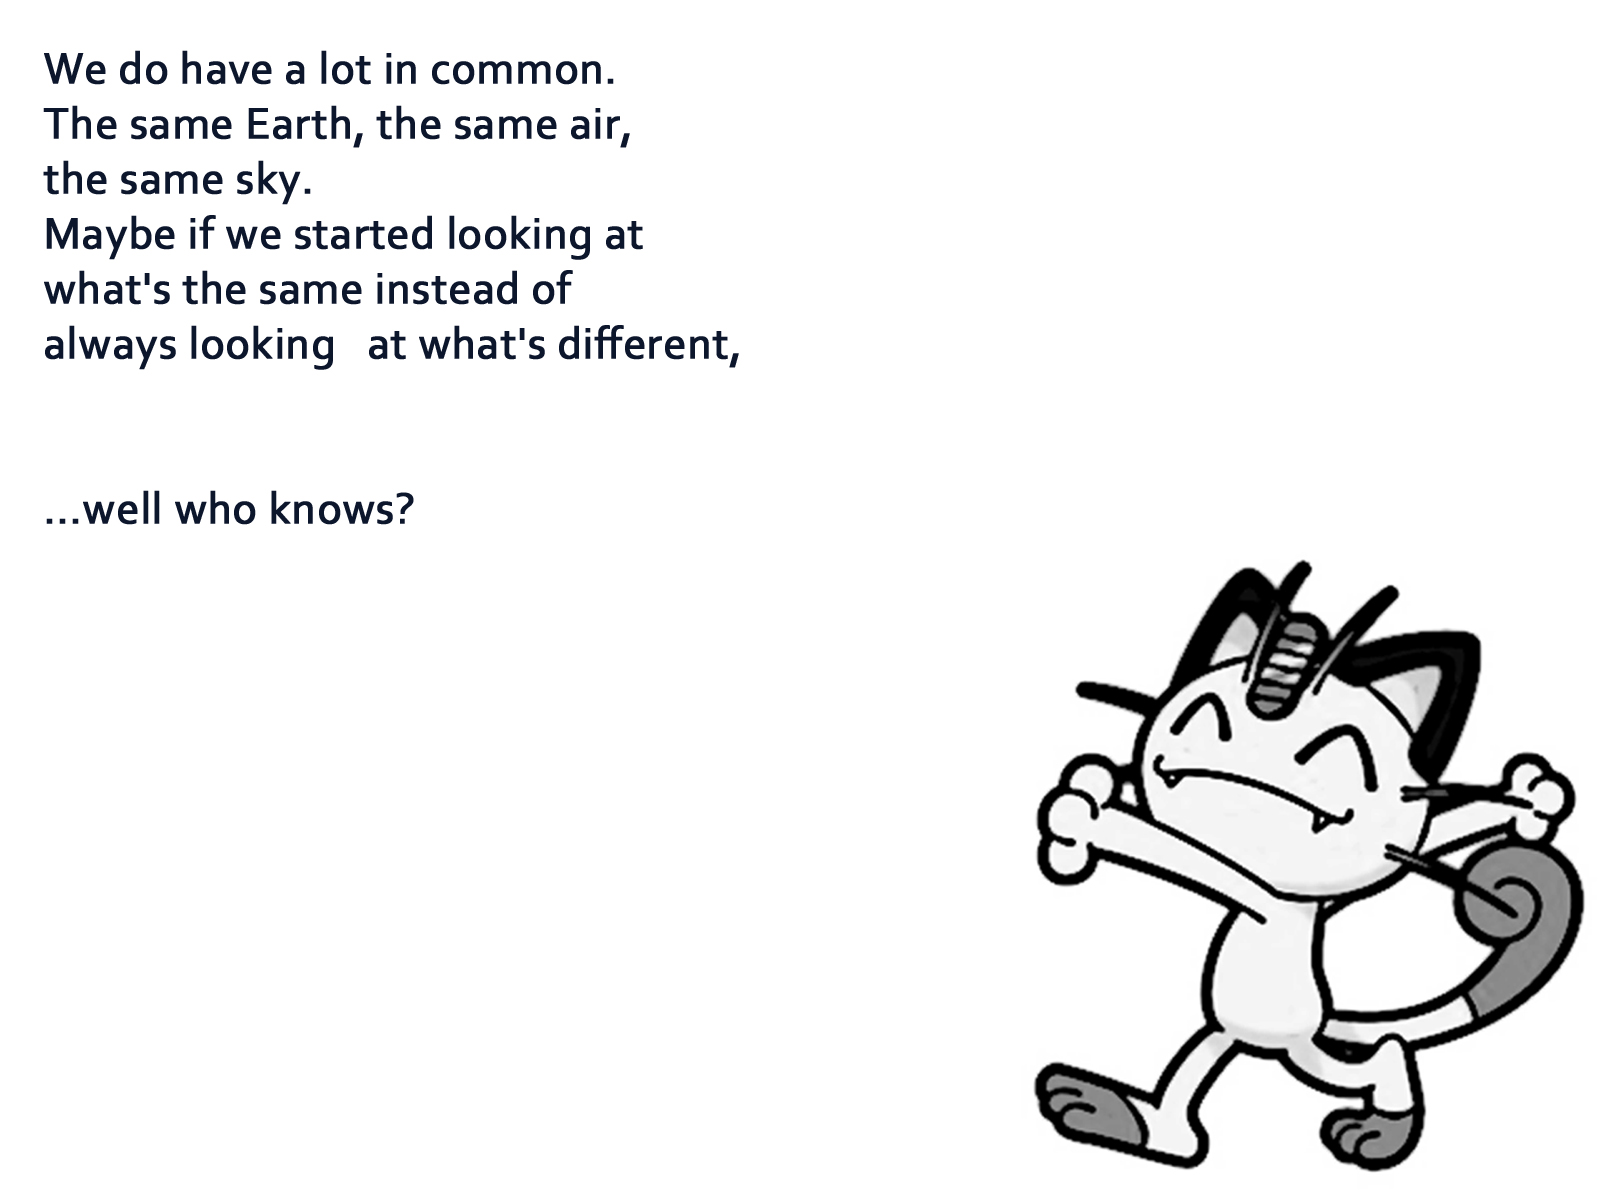 We do have a lot in common.
The same Earth, the same air,
the same sky.
Maybe if we started looking at
what's the same instead of
always looking   at what's different,
...well who knows?